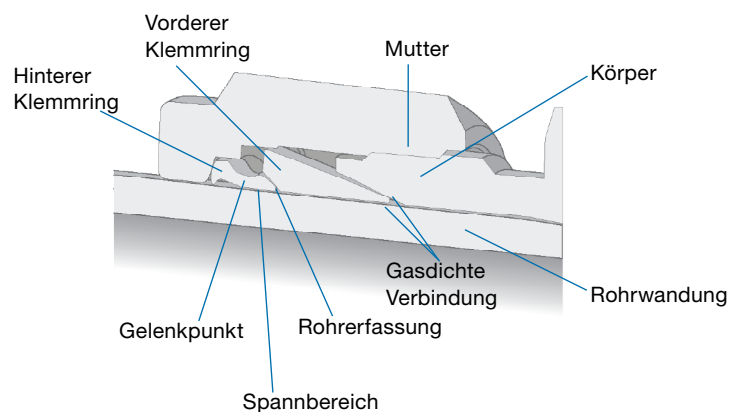 Vorderer
Klemmring
Mutter
Hinterer
Klemmring
Körper
Gasdichte
Verbindung
Rohrwandung
Gelenkpunkt
Rohrerfassung
Spannbereich